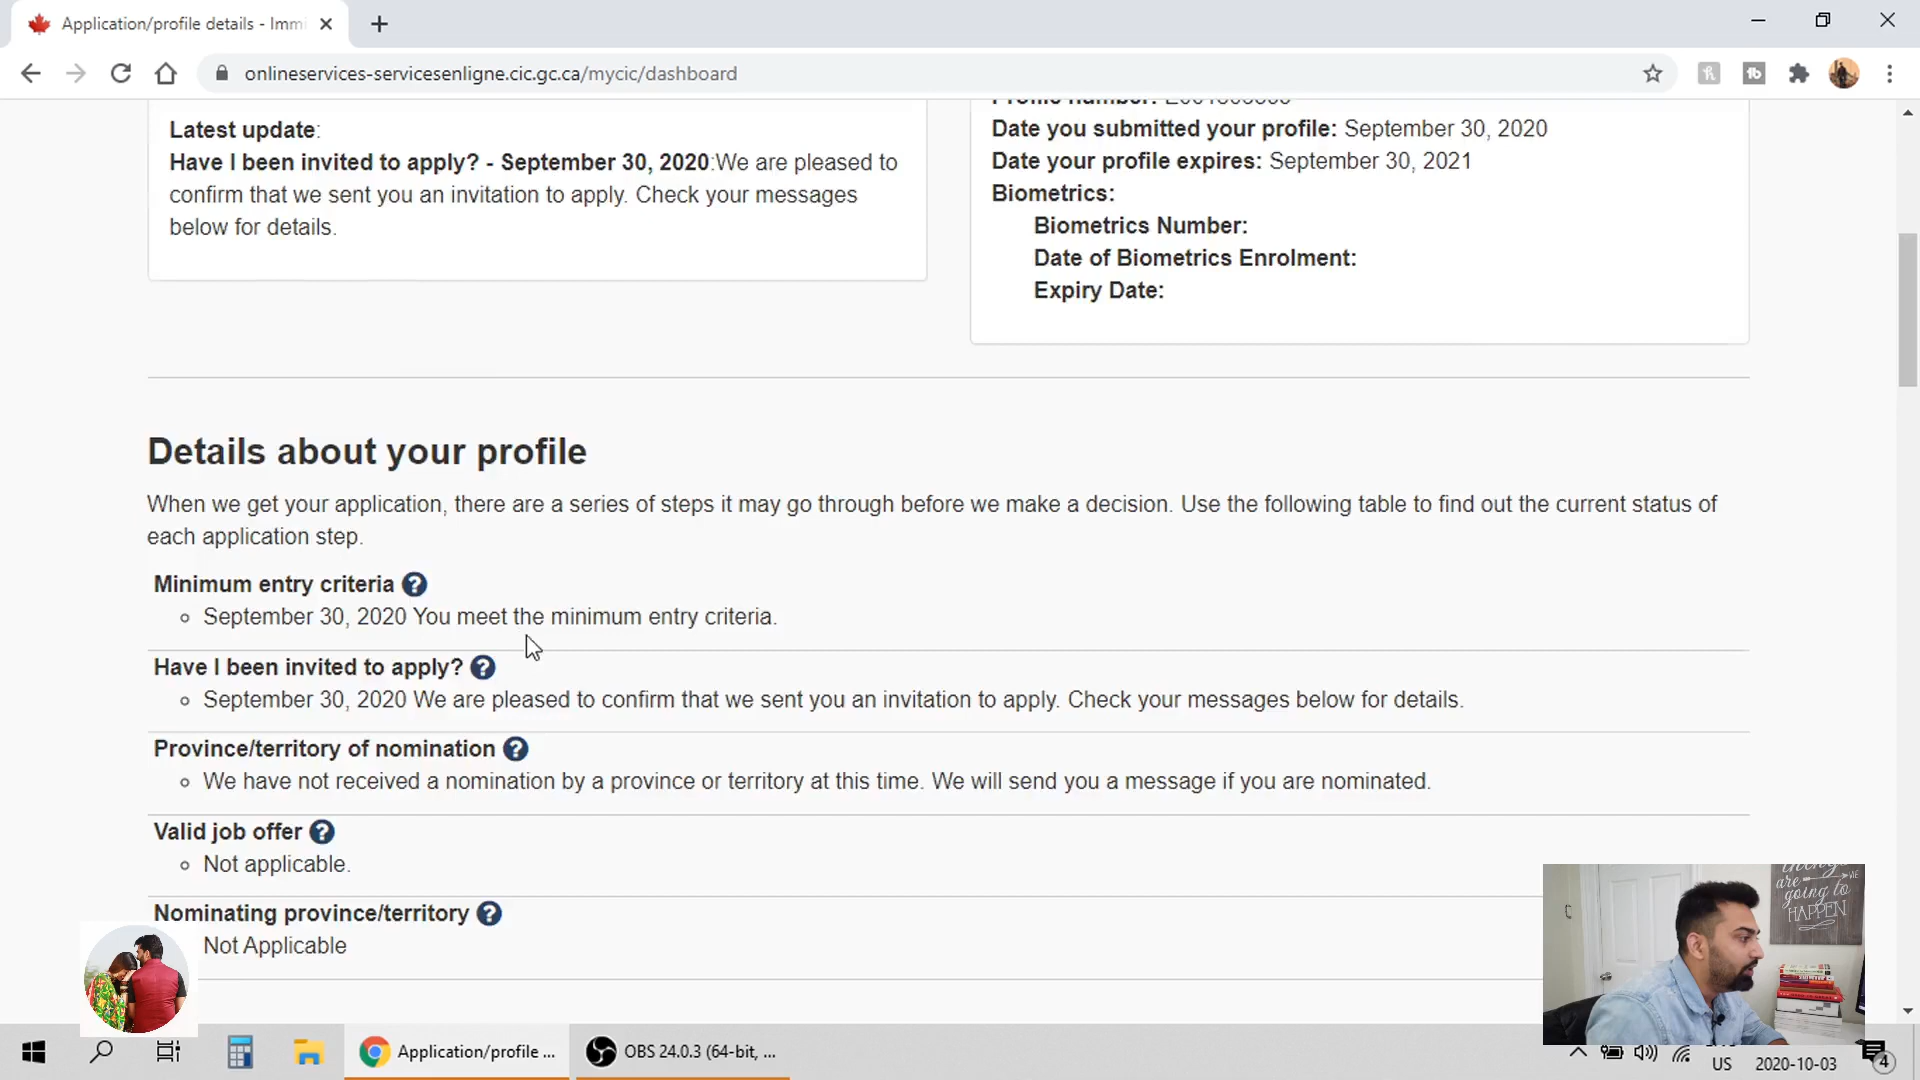 Application/profile details - Immi
onlineservices-servicesenligne.cic.gc.ca/mycic/dashboard
Latest update:
Have I been invited to apply? - September 30, 2020:We are pleased to
confirm that we sent you an invitation to apply. Check your messages
below for details.
Profile number:
Date you submitted your profile: September 30, 2020
Date your profile expires: September 30, 2021
Biometrics:
Biometrics Number:
Date of Biometrics Enrolment:
Expiry Date:
Details about your profile
When we get your application, there are a series of steps it may go through before we make a decision. Use the following table to find out the current status of
each application step.
Minimum entry criteria ?
September 30, 2020 You meet the minimum entry criteria.
Have I been invited to apply? ?
September 30, 2020 We are pleased to confirm that we sent you an invitation to apply. Check your messages below for details.
Province/territory of nomination ?
We have not received a nomination by a province or territory at this time. We will send you a message if you are nominated.
Valid job offer ?
Not applicable.
Nominating province/territory ?
Not Applicable
are
going to
HAPPEN
Application/profile ...
OBS 24.0.3 (64-bit, ...
US
2020-10-03
4